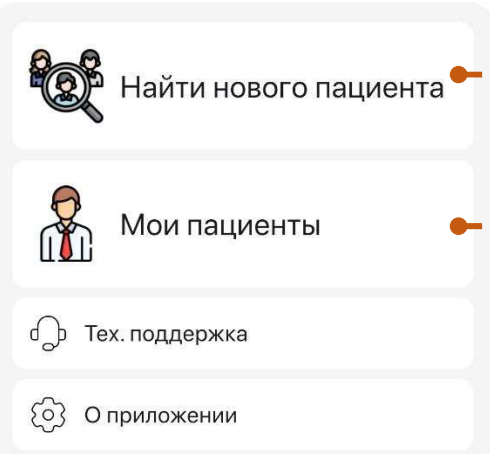 Найти нового пациента
Мои пациенты
Тех. поддержка
О приложении